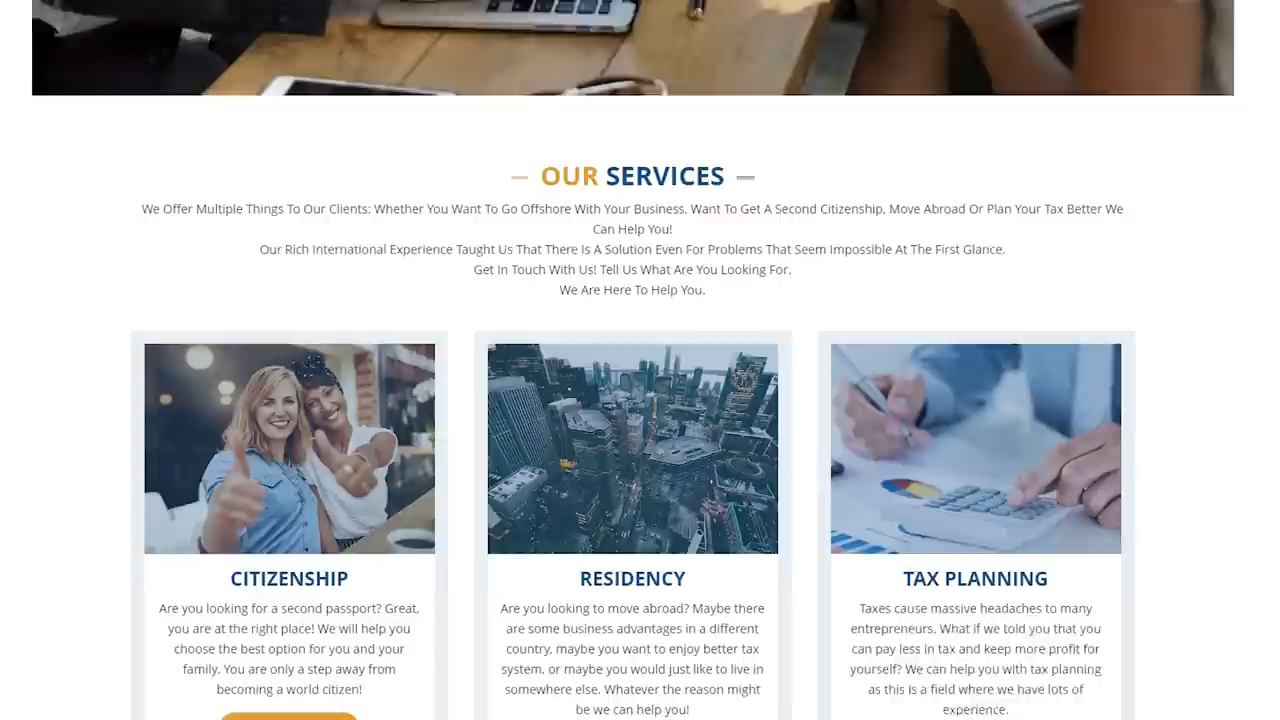 OUR SERVICES
We Offer Multiple Things To Our Clients: Whether You Want To Go Offshore With Your Business, Want To Get A Second Citizenship, Move Abroad Or Plan Your Tax Better We
Can Help You!
Our Rich International Experience Taught Us That There Is A Solution Even For Problems That Seem Impossible At The First Glance.
Get In Touch With Us! Tell Us What Are You Looking For.
We Are Here To Help You.
CITIZENSHIP
Are you looking for a second passport? Great,
you are at the right place! We will help you
choose the best option for you and your
family. You are only a step away from
becoming a world citizen!
RESIDENCY
Are you looking to move abroad? Maybe there
are some business advantages in a different
country, maybe you want to enjoy better tax
system, or maybe you would just like to live in
somewhere else. Whatever the reason might
be we can help you!
TAX PLANNING
Taxes cause massive headaches to many
entrepreneurs. What if we told you that you
can pay less in tax and keep more profit for
yourself? We can help you with tax planning
as this is a field where we have lots of
experience.